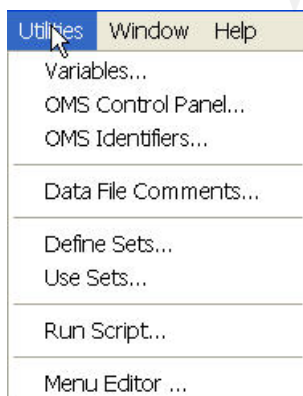 Utilities Window Help
Variables...
OMS Control Panel...
OMS Identifiers...
Data File Comments...
Define Sets...
Use Sets...
Run Script...
Menu Editor ...